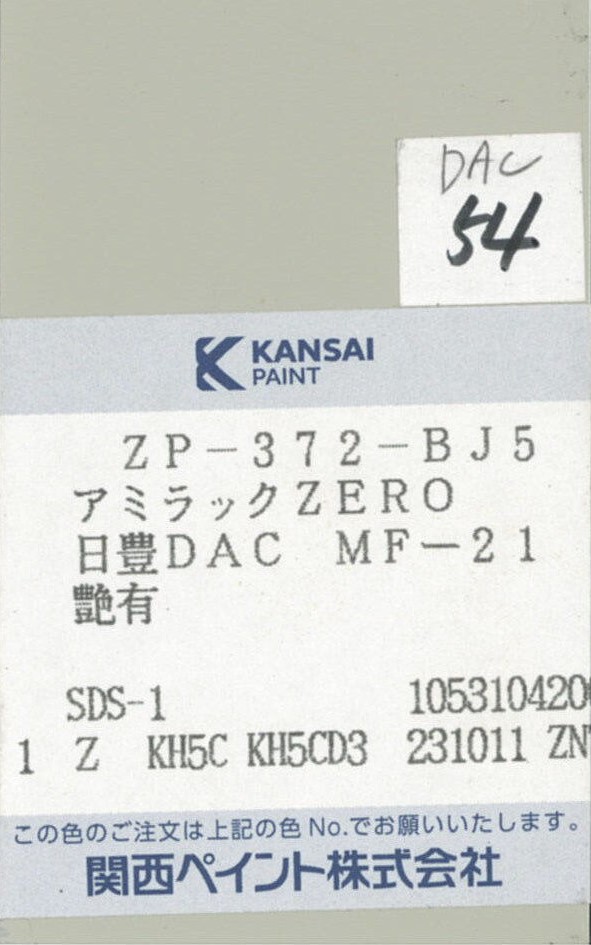 DAC
54
KANSAI
PAINT
ZP-372-BJ5
アミラックZERO
日豊DAC MF-21
艶有
SDS-1 105310420
1 Z KH5C KH5CD3 231011 ZN
この色のご注文は上記の色No.でお願いいたします。
関西ペイント株式会社